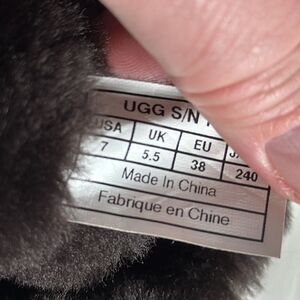 UGG S/N
USA UK EU
7 5.5 38 240
Made In China
Fabrique en Chine